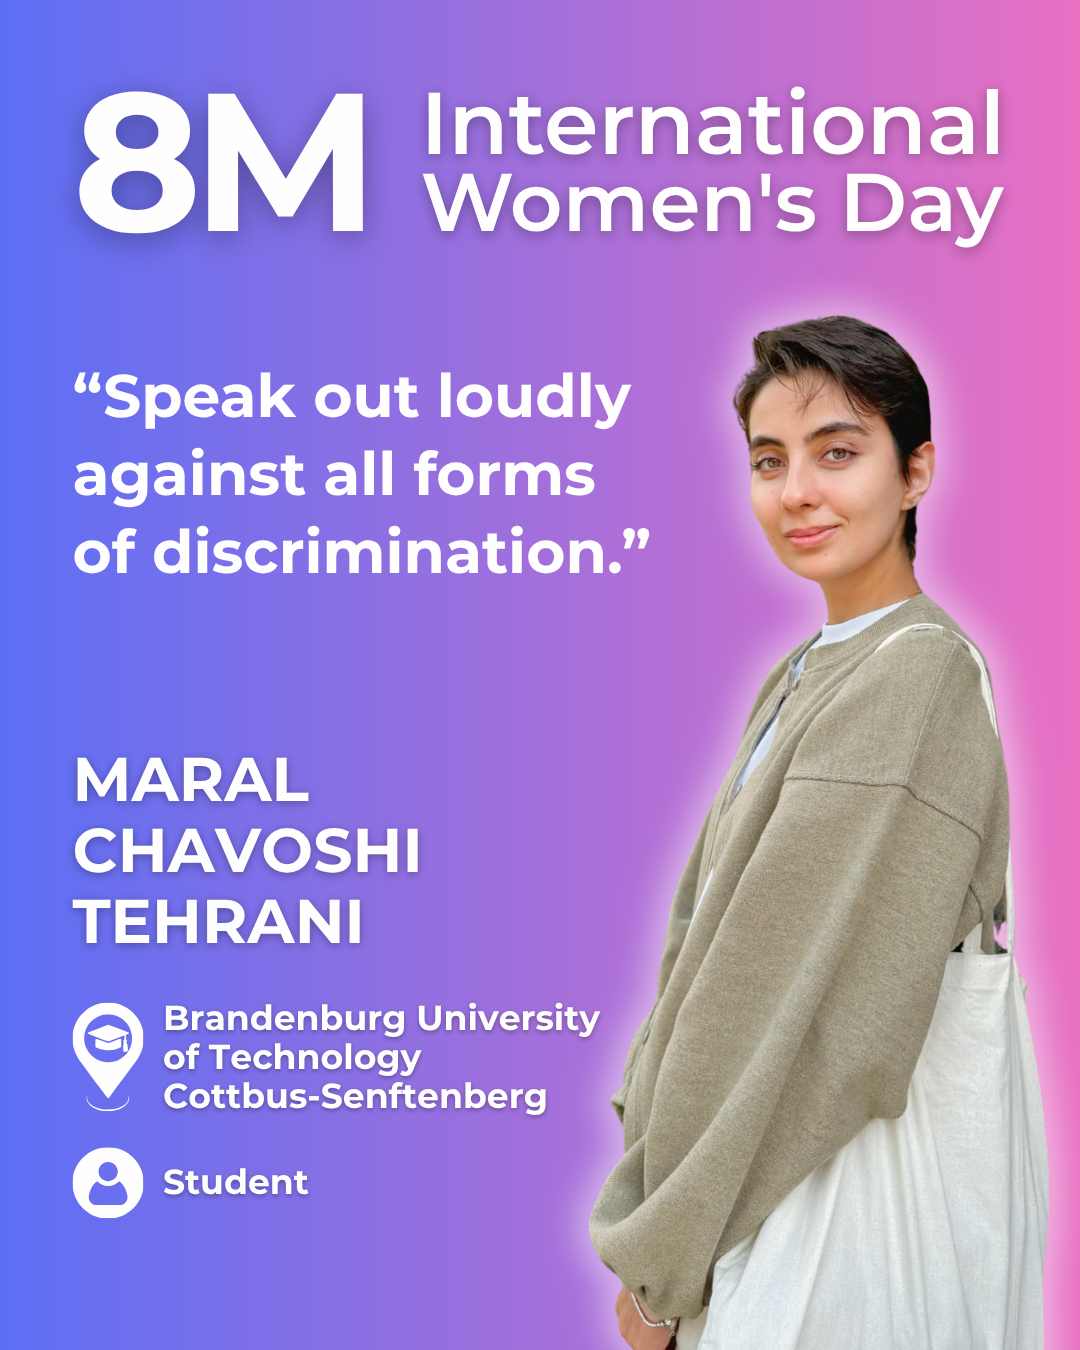 8M
International
Women's Day
“Speak out loudly
against all forms
of discrimination.”
MARAL
CHAVOSHI
TEHRANI
Brandenburg University
of Technology
Cottbus-Senftenberg
Student